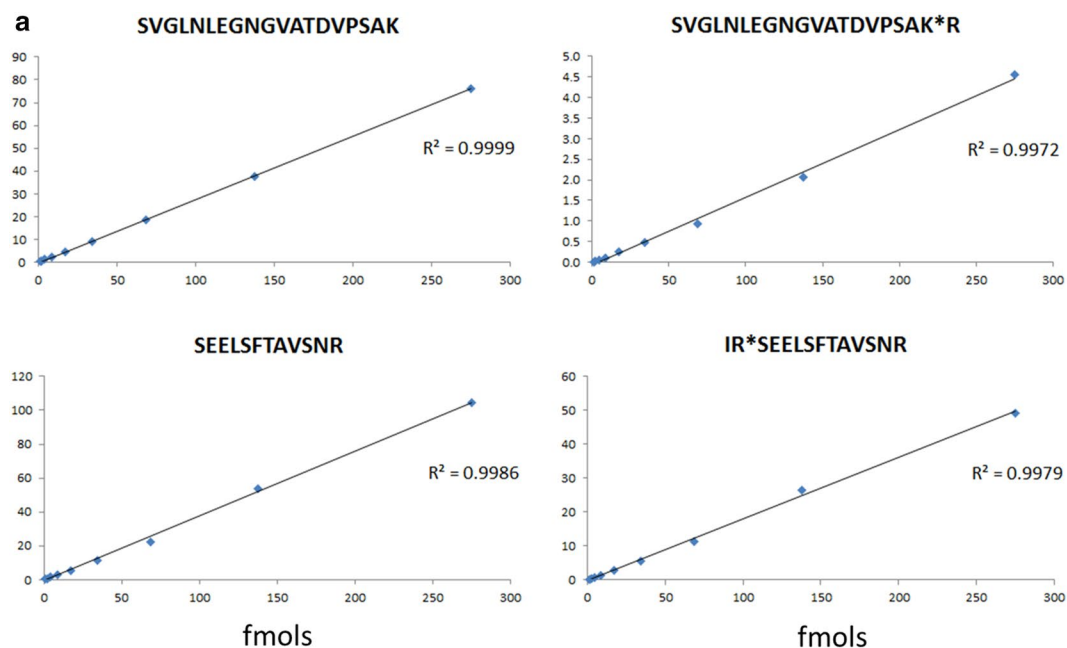 a
SVGLNLEGNGVATDVPSAK
90
80
70
60
50
40
30
20
10
0
0 50 100 150 200 250 300
R² = 0.9999
SVGLNLEGNGVATDVPSAK*R
5.0
4.5
4.0
3.5
3.0
2.5
2.0
1.5
1.0
0.5
0.0
0 50 100 150 200 250 300
R² = 0.9972
SEELSFTAVSNR
120
100
80
60
40
20
0
0 50 100 150 200 250 300
R² = 0.9986
fmols
IR*SEELSFTAVSNR
60
50
40
30
20
10
0
0 50 100 150 200 250 300
R² = 0.9979
fmols